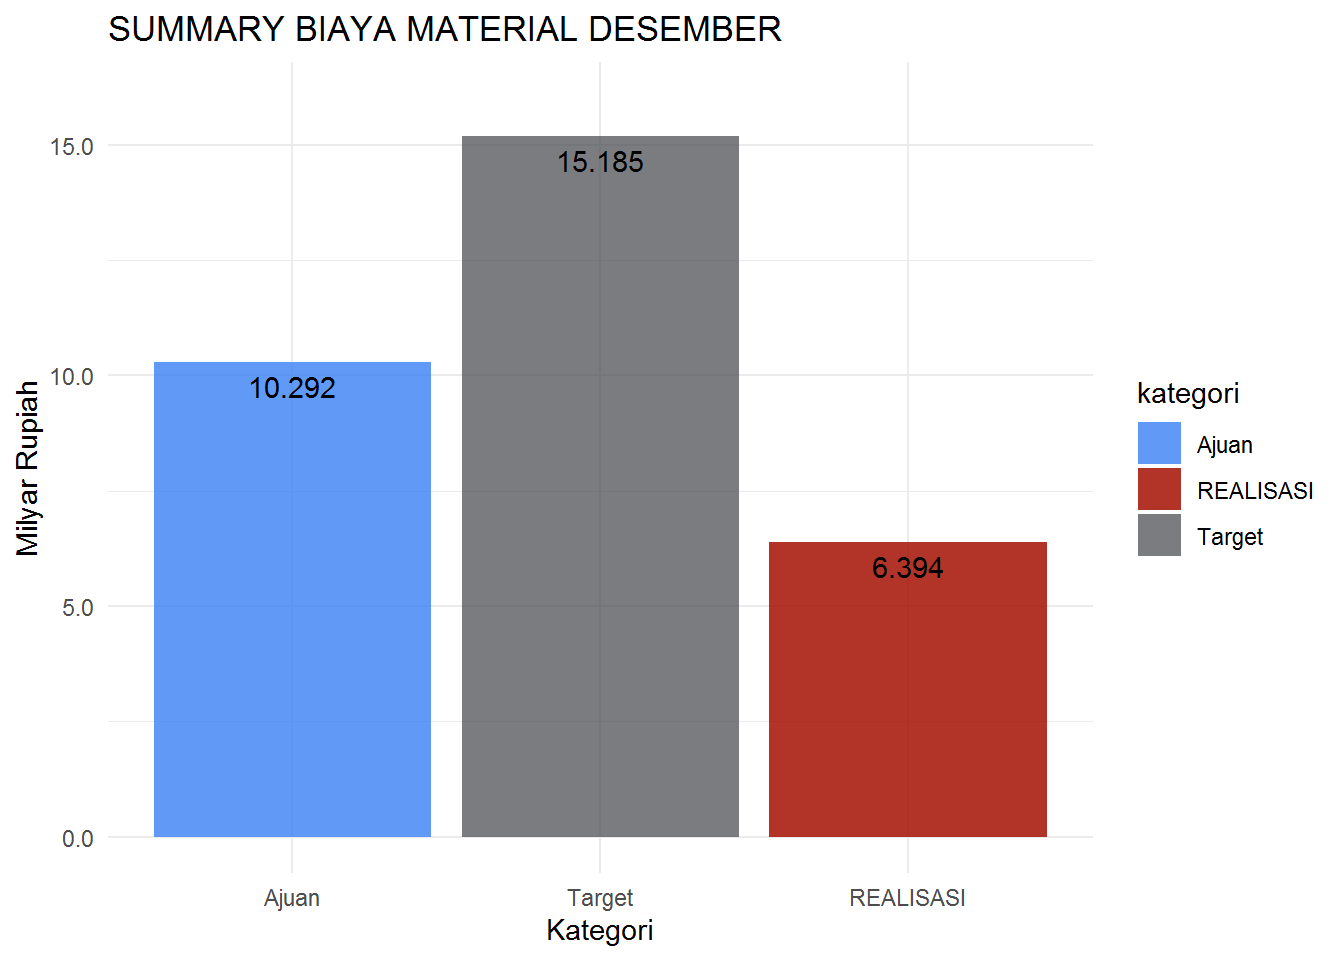 SUMMARY BIAYA MATERIAL DESEMBER
Milyar Rupiah
15.0
10.0
5.0
0.0
10.292
15.185
6.394
Ajuan
Target
REALISASI
Kategori
kategori
Ajuan
REALISASI
Target